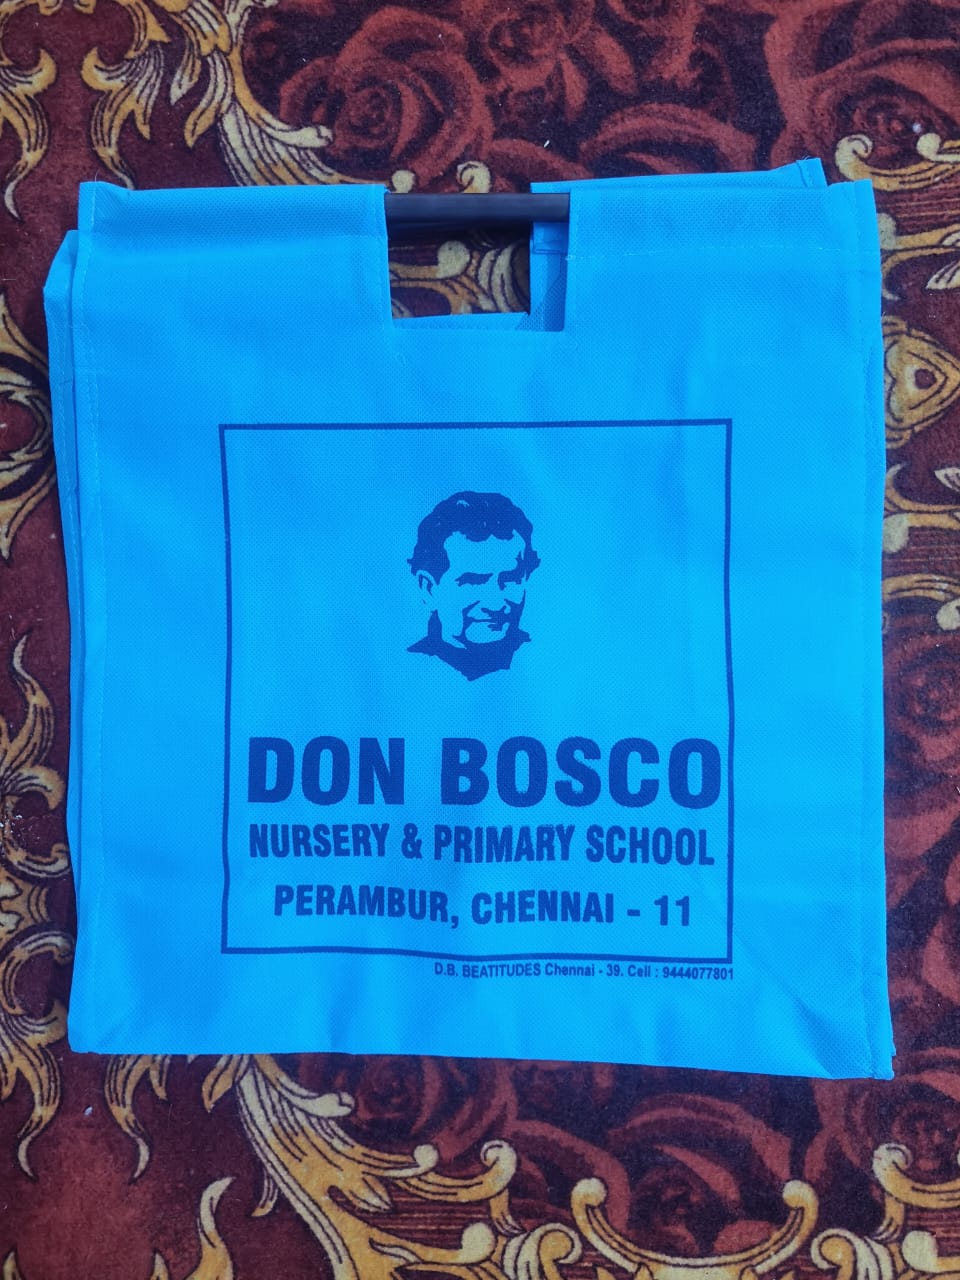 DON BOSCO
NURSERY & PRIMARY SCHOOL
PERAMBUR, CHENNAI - 11
D.B. BEATITUDES Chennai - 39. Cell : 9444077801